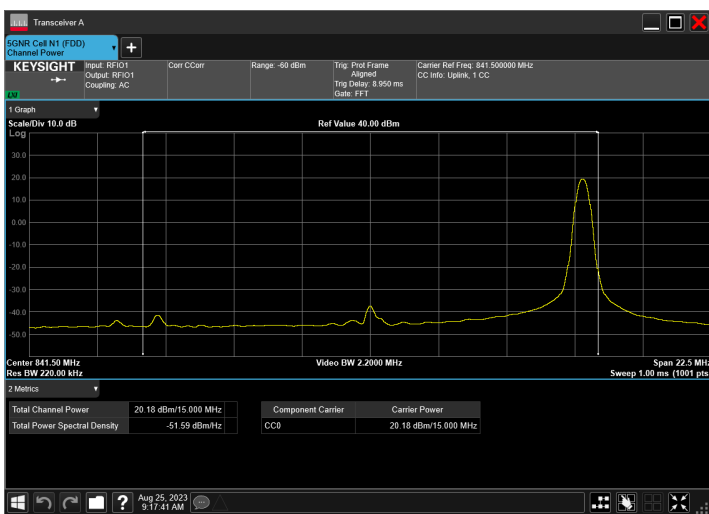 Transceiver A
5GNR Cell N1 (FDD)
Channel Power
KEYSIGHT
LXI
Input: RFIO1
Output: RFIO1
Coupling: AC
Corr CCorr
Range: -60 dBm
Trig: Prot Frame
Aligned
Trig Delay: 8.950 ms
Gate: FFT
Carrier Ref Freq: 841.500000 MHz
CC Info: Uplink, 1 CC
1 Graph
Scale/Div 10.0 dB
Ref Value 40.00 dBm
Log
30.0
20.0
10.0
0.00
-10.0
-20.0
-30.0
-40.0
-50.0
Center 841.50 MHz
Video BW 2.2000 MHz
Span 22.5 MHz
Res BW 220.00 kHz
Sweep 1.00 ms (1001 pts
2 Metrics
Total Channel Power 20.18 dBm/15.000 MHz
Total Power Spectral Density -51.59 dBm/Hz
Component Carrier Carrier Power
CC0 20.18 dBm/15.000 MHz
Aug 25, 2023
9:17:41 AM